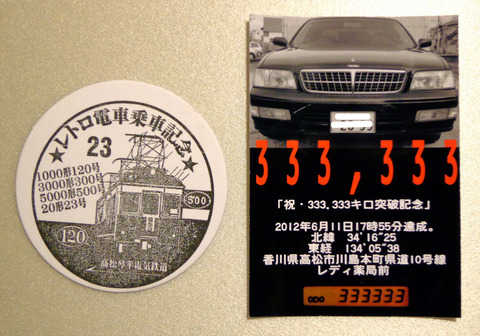 ★レトロ電車乗車記念★
23
1000形120号
3000形300号
5000形500号
20形23号
500
120
高松琴平電気鉄道
333,333
「祝・333.333キロ突破記念」
2012年6月11日17時55分達成。
北緯 34ﾟ16"25
東経 134ﾟ05"38
香川県高松市川島本町県道10号線
レディ薬局前
ODO 333333